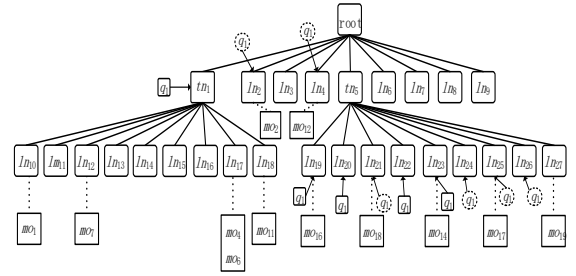 root
q₁ q₁
q₁ tn₁ ln₂ ln₃ ln₄ tn₅ ln₆ ln₇ ln₈ ln₉
mo₂ mo₁₂
ln₁₀ lm₁₁ ln₁₂ ln₁₃ ln₁₄ ln₁₅ ln₁₆ ln₁₇ ln₁₈ ln₁₉ ln₂₀ ln₂₁ ln₂₂ ln₂₃ ln₂₄ ln₂₅ ln₂₆ ln₂₇
q₁ q₁ q₁ q₁ q₁ q₁ q₁ q₁
mo₁ mo₇ mo₄ mo₁₁ mo₁₆ mo₁₈ mo₁₄ mo₁₇ mo₁₉
mo₆